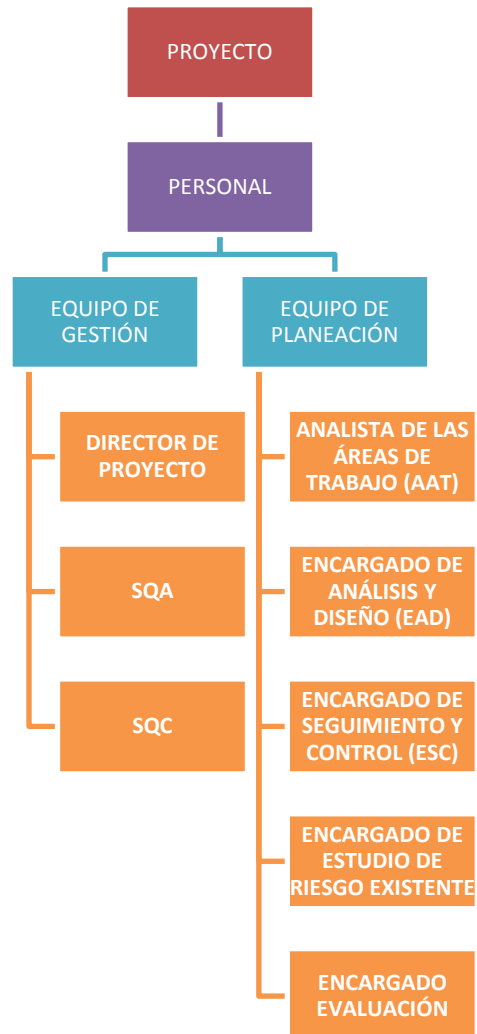 PROYECTO
PERSONAL
EQUIPO DE
GESTIÓN
DIRECTOR DE
PROYECTO
SQA
SQC
EQUIPO DE
PLANEACIÓN
ANALISTA DE LAS
ÁREAS DE
TRABAJO (AAT)
ENCARGADO DE
ANÁLISIS Y
DISEÑO (EAD)
ENCARGADO DE
SEGUIMIENTO Y
CONTROL (ESC)
ENCARGADO DE
ESTUDIO DE
RIESGO EXISTENTE
ENCARGADO
EVALUACIÓN